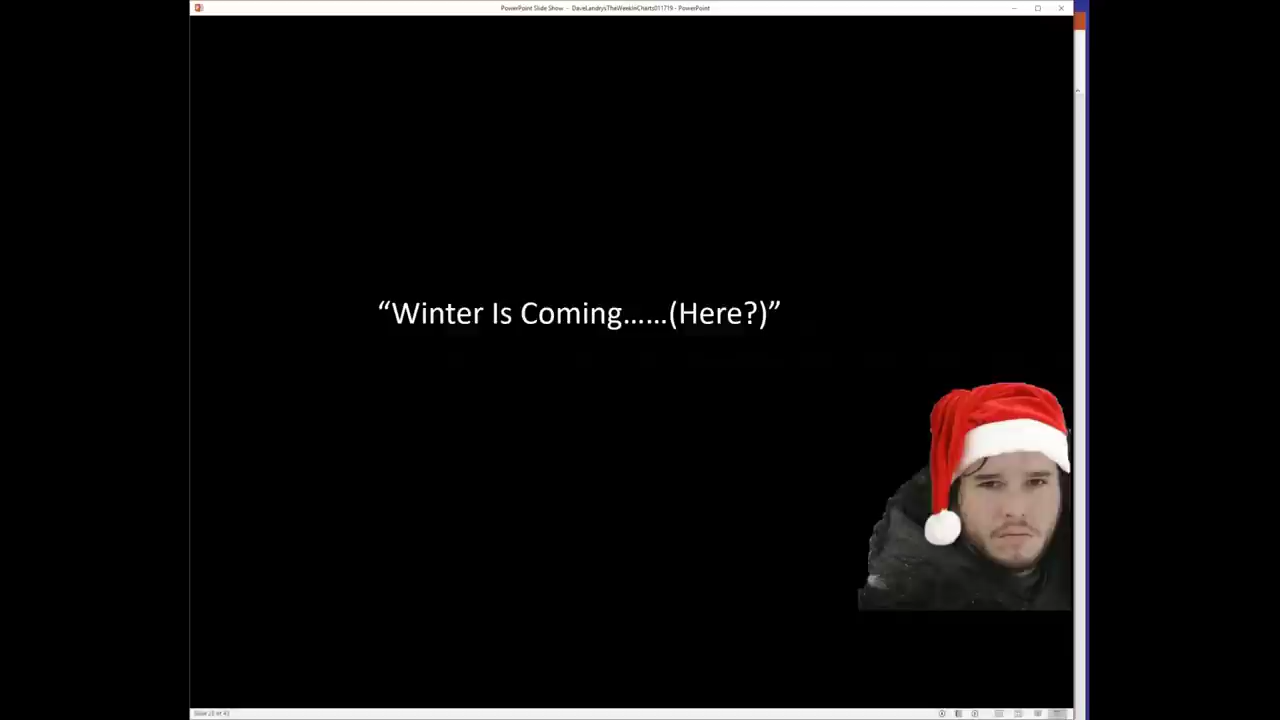 PowerPoint Slide Show - DaveLandrysTheWeekInCharts011719 - PowerPoint
“Winter Is Coming……(Here?)”